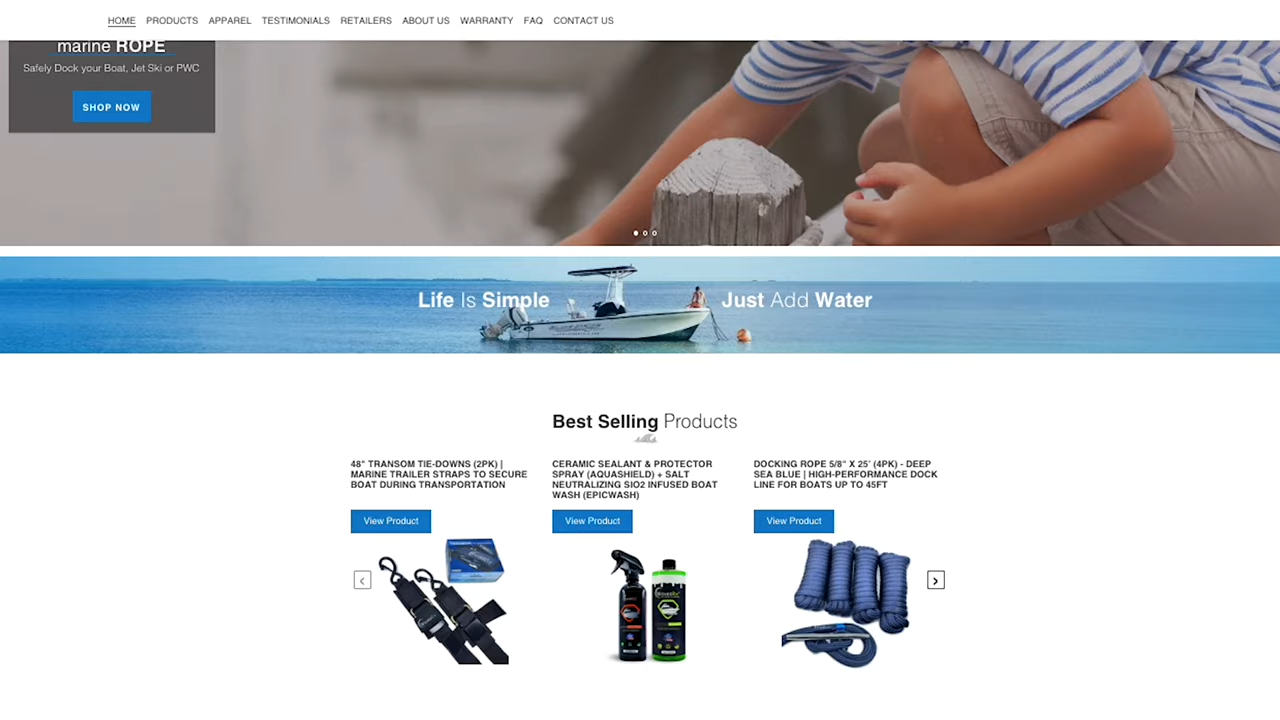 HOME PRODUCTS APPAREL TESTIMONIALS RETAILERS ABOUT US WARRANTY FAQ CONTACT US
marine ROPE
Safely Dock your Boat, Jet Ski or PWC
SHOP NOW
Life Is Simple Just Add Water
Best Selling Products
48" TRANSOM TIE-DOWNS (2PK) |
MARINE TRAILER STRAPS TO SECURE
BOAT DURING TRANSPORTATION
View Product
CERAMIC SEALANT & PROTECTOR
SPRAY (AQUASHIELD) + SALT
NEUTRALIZING SIO2 INFUSED BOAT
WASH (EPICWASH)
View Product
DOCKING ROPE 5/8" X 25' (4PK) - DEEP
SEA BLUE | HIGH-PERFORMANCE DOCK
LINE FOR BOATS UP TO 45FT
View Product